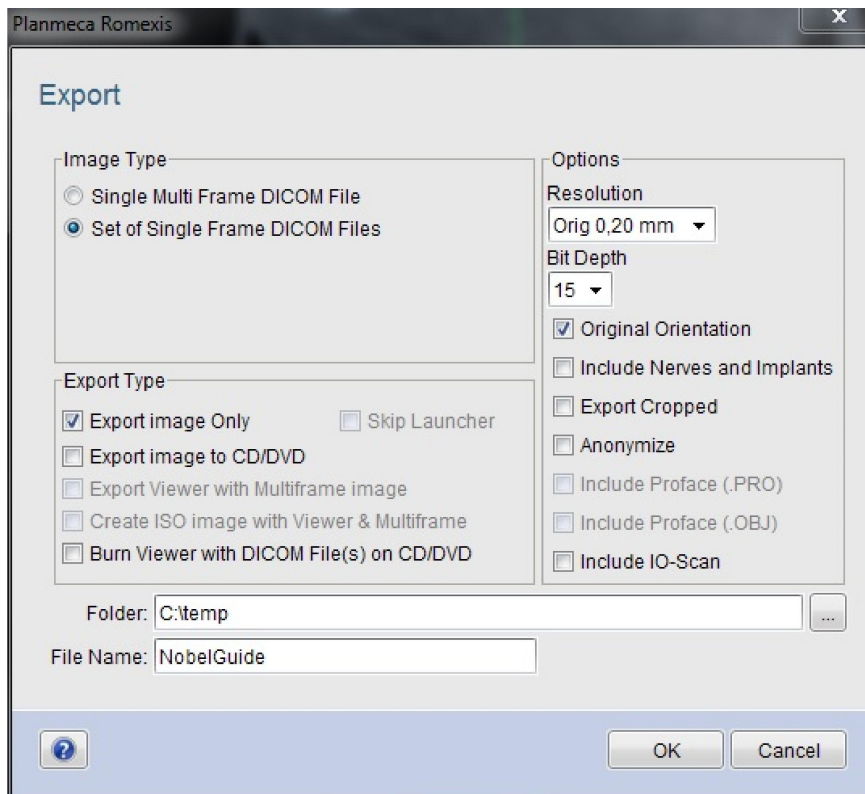 Planmeca Romexis
X
Export
Image Type
Single Multi Frame DICOM File
Set of Single Frame DICOM Files
Export Type
Export image Only
Skip Launcher
Export image to CD/DVD
Export Viewer with Multiframe image
Create ISO image with Viewer & Multiframe
Burn Viewer with DICOM File(s) on CD/DVD
Options
Resolution
Orig 0,20 mm
Bit Depth
15
Original Orientation
Include Nerves and Implants
Export Cropped
Anonymize
Include Proface (.PRO)
Include Proface (.OBJ)
Include IO-Scan
Folder: C:\temp ...
File Name: NobelGuide
? OK Cancel